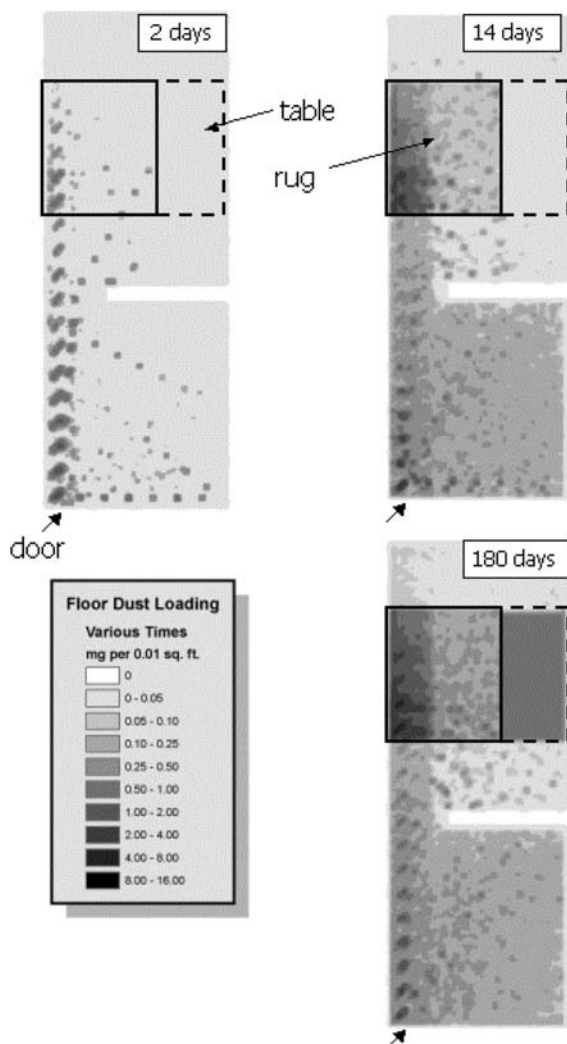 2 days
14 days
table
rug
door
180 days
Floor Dust Loading
Various Times
mg per 0.01 sq. ft.
0
0 - 0.05
0.05 - 0.10
0.10 - 0.25
0.25 - 0.50
0.50 - 1.00
1.00 - 2.00
2.00 - 4.00
4.00 - 8.00
8.00 - 16.00